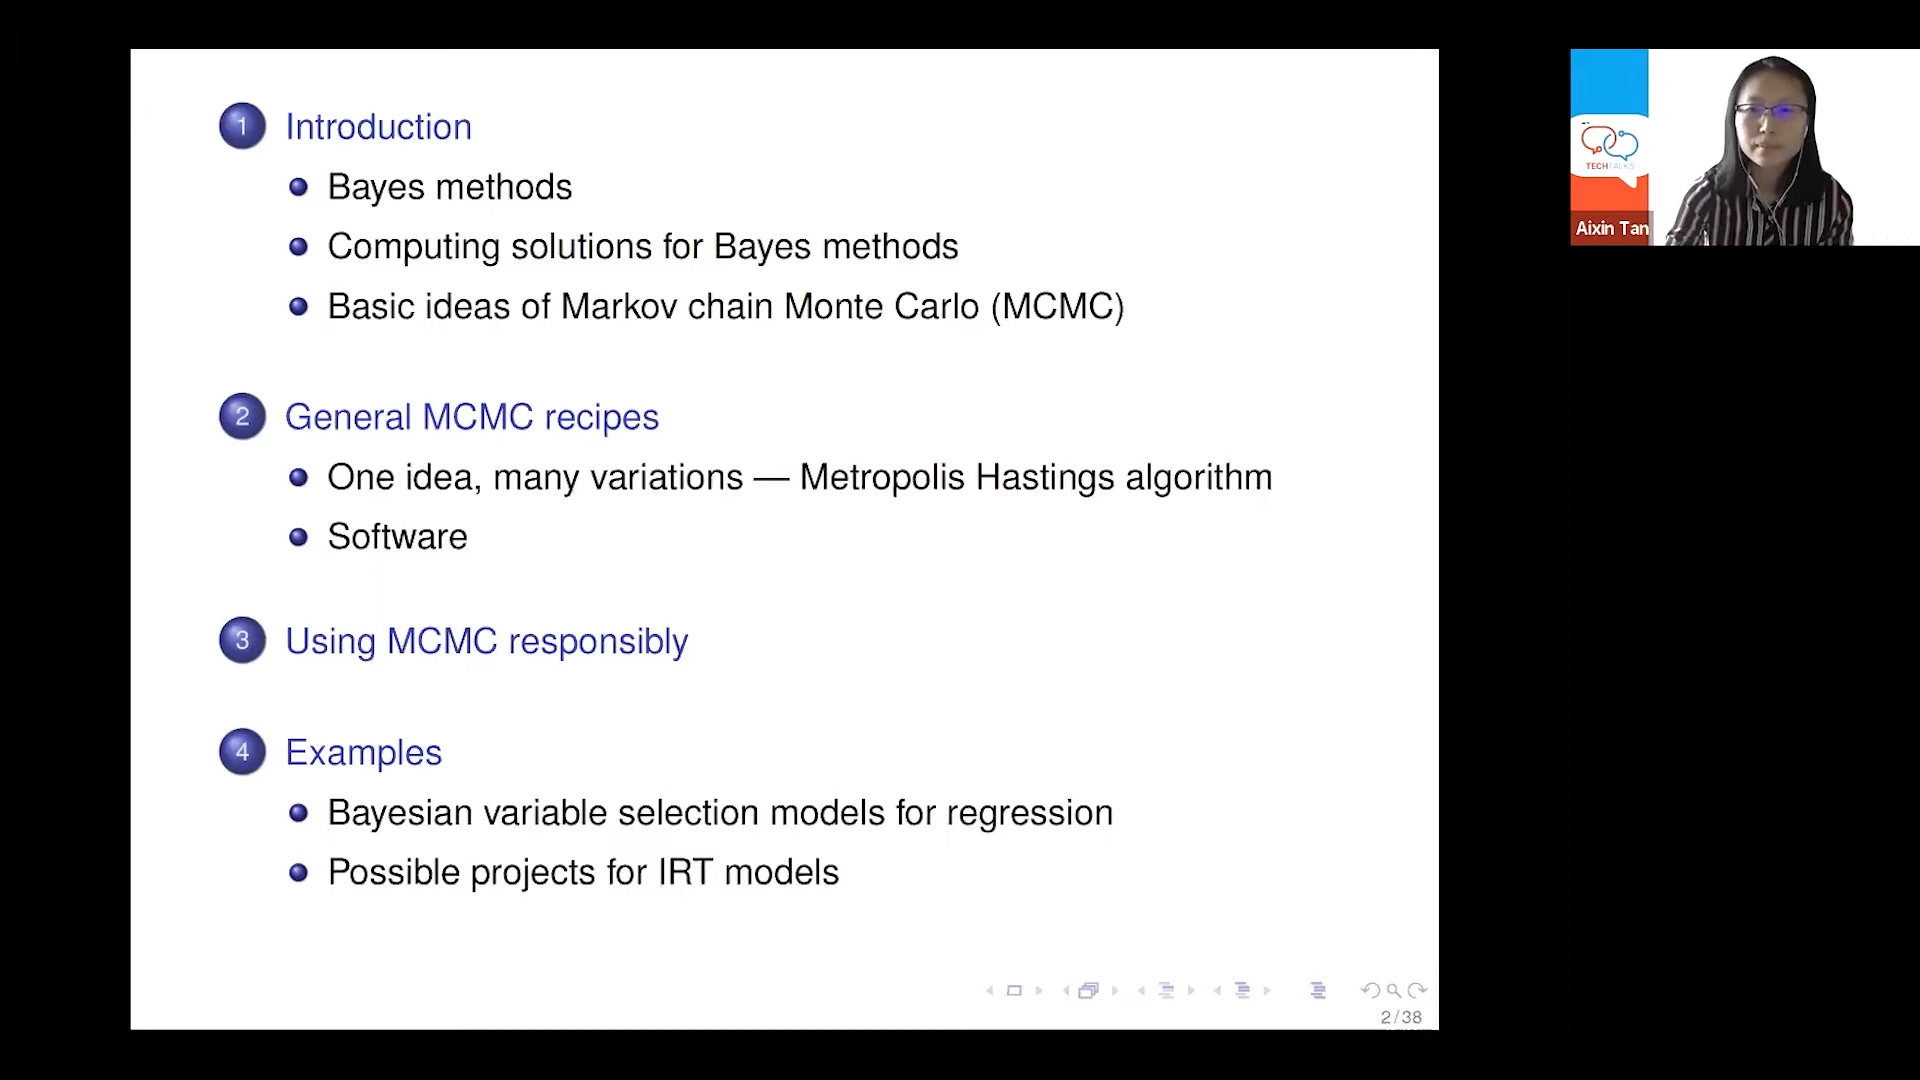 1 Introduction
Bayes methods
Computing solutions for Bayes methods
Basic ideas of Markov chain Monte Carlo (MCMC)
2 General MCMC recipes
One idea, many variations — Metropolis Hastings algorithm
Software
3 Using MCMC responsibly
4 Examples
Bayesian variable selection models for regression
Possible projects for IRT models
2/38
TECHTALKS
Aixin Tan